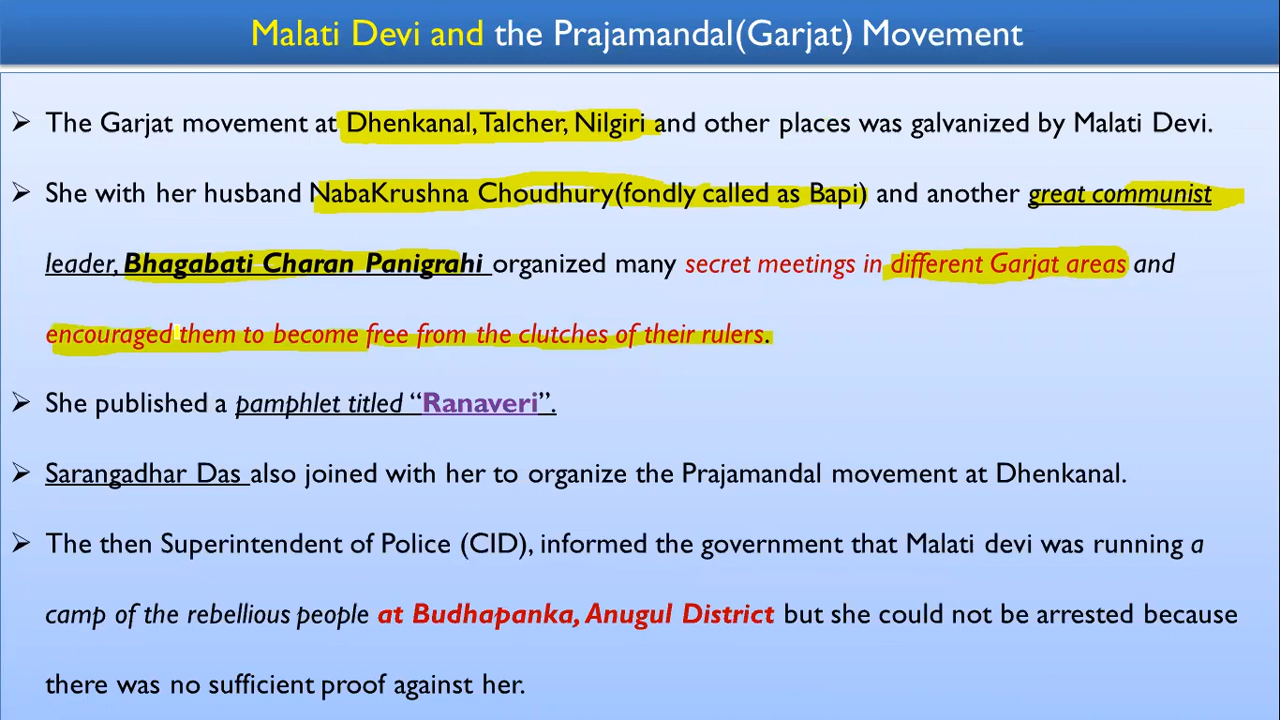 Malati Devi and the Prajamandal(Garjat) Movement
➢ The Garjat movement at Dhenkanal, Talcher, Nilgiri and other places was galvanized by Malati Devi.
➢ She with her husband NabaKrushna Choudhury(fondly called as Bapi) and another great communist
leader, Bhagabati Charan Panigrahi organized many secret meetings in different Garjat areas and
encouraged them to become free from the clutches of their rulers.
➢ She published a pamphlet titled “Ranaveri”.
➢ Sarangadhar Das also joined with her to organize the Prajamandal movement at Dhenkanal.
➢ The then Superintendent of Police (CID), informed the government that Malati devi was running a
camp of the rebellious people at Budhapanka, Anugul District but she could not be arrested because
there was no sufficient proof against her.